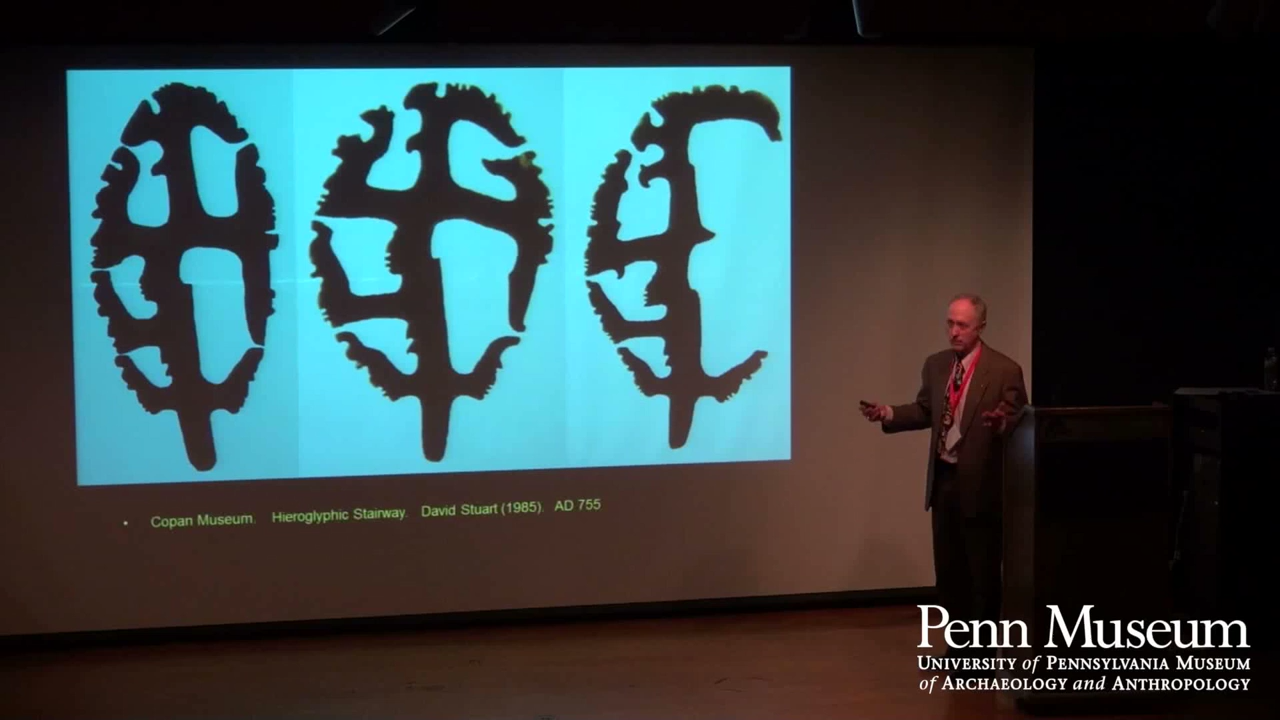 • Copan Museum. Hieroglyphic Stairway. David Stuart (1985). AD 755
Penn Museum
UNIVERSITY of PENNSYLVANIA MUSEUM
of ARCHAEOLOGY and ANTHROPOLOGY